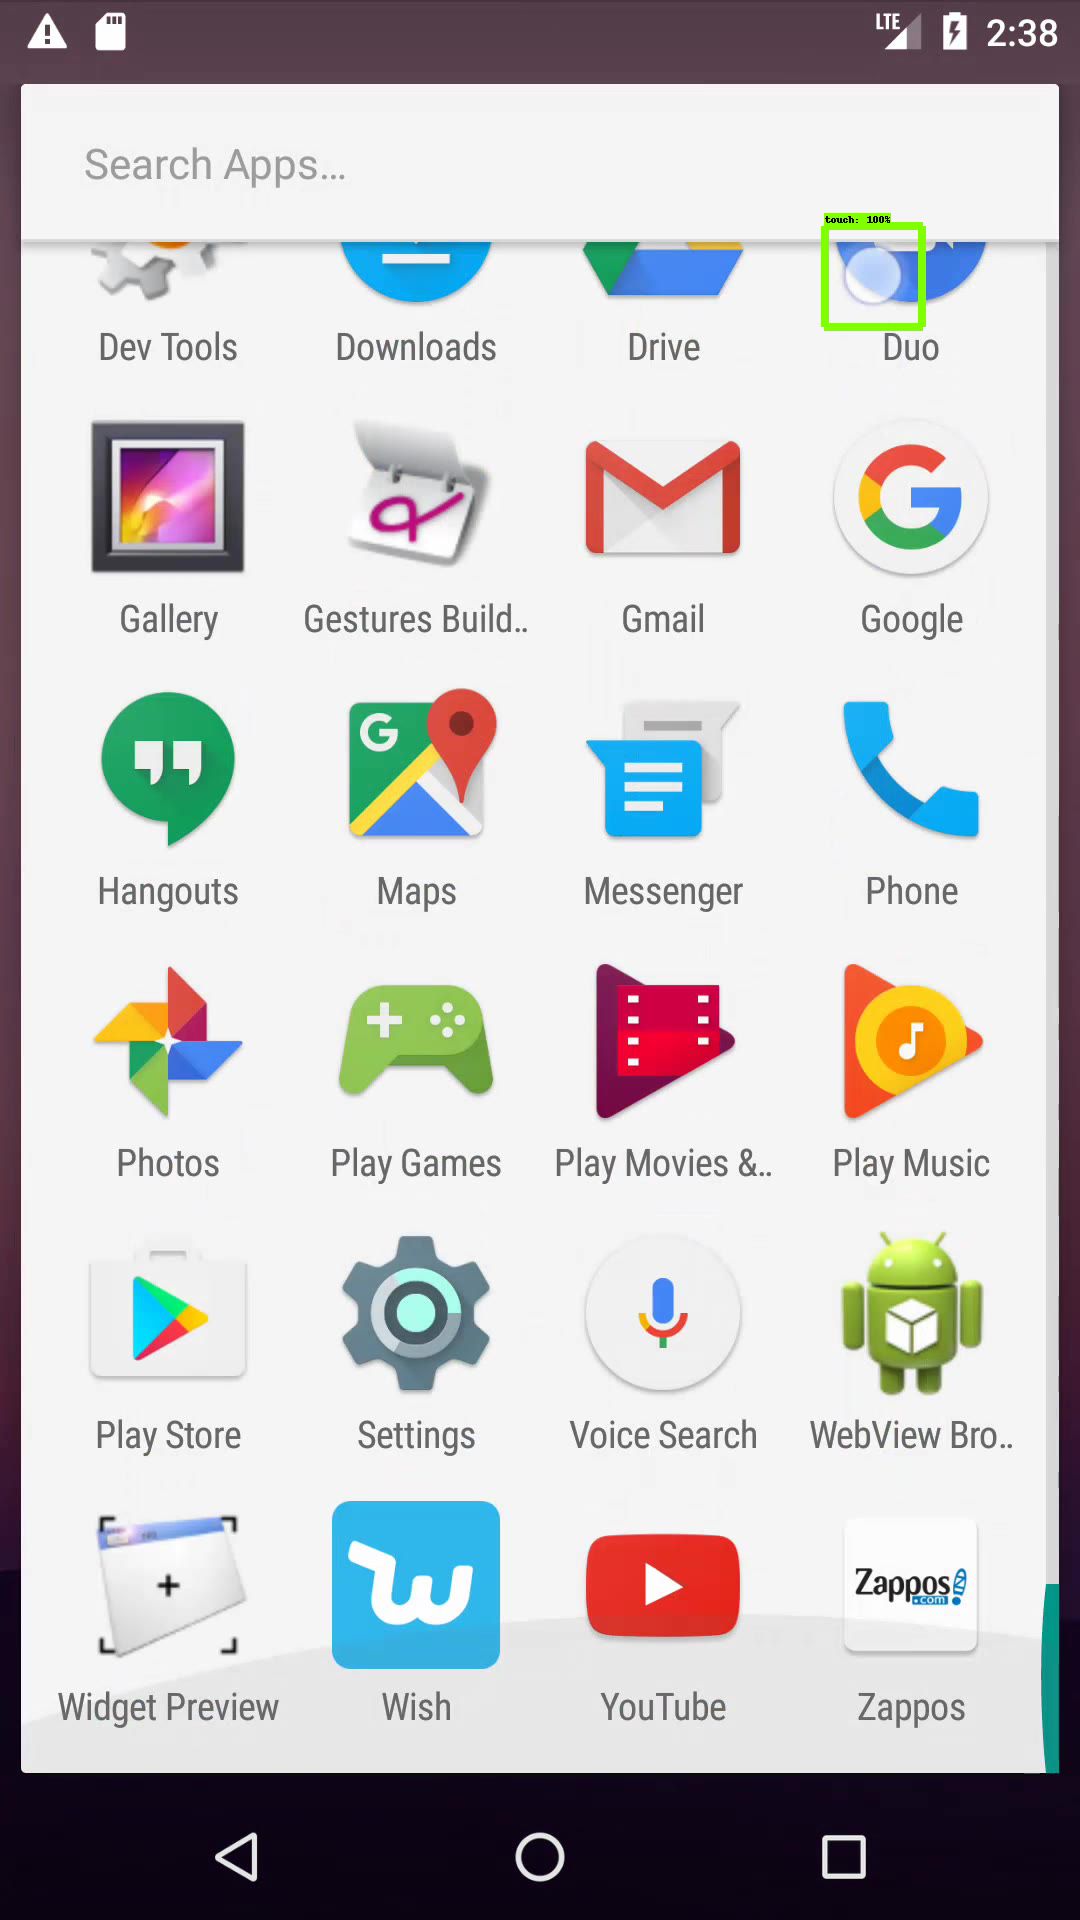 LTE 2:38
Search Apps...
touch: 100%
Dev Tools Downloads Drive Duo
Gallery Gestures Build.. Gmail Google
Hangouts Maps Messenger Phone
Photos Play Games Play Movies &.. Play Music
Play Store Settings Voice Search WebView Bro..
Zappos
.com
Widget Preview Wish YouTube Zappos